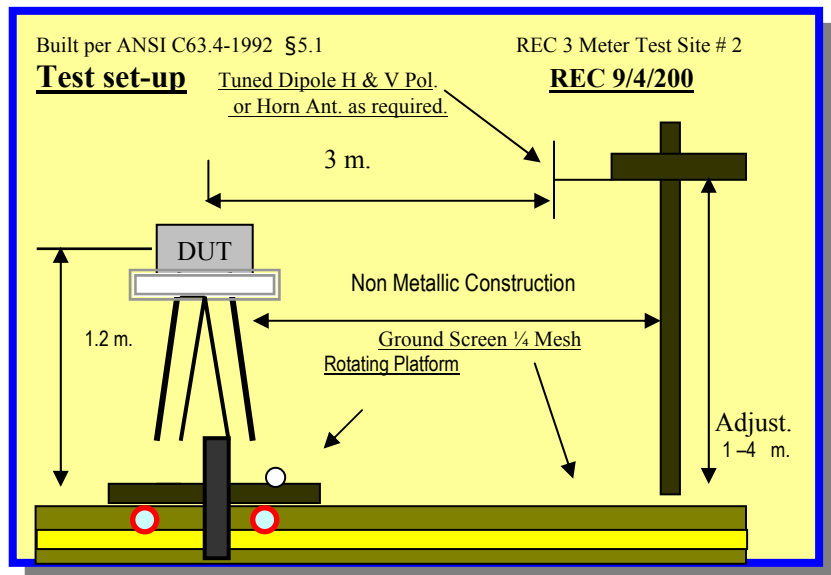 Built per ANSI C63.4-1992 §5.1
REC 3 Meter Test Site # 2
Test set-up
REC 9/4/200
Tuned Dipole H & V Pol.
or Horn Ant. as required.
3 m.
DUT
Non Metallic Construction
1.2 m.
Ground Screen ¼ Mesh
Rotating Platform
Adjust.
1 –4 m.